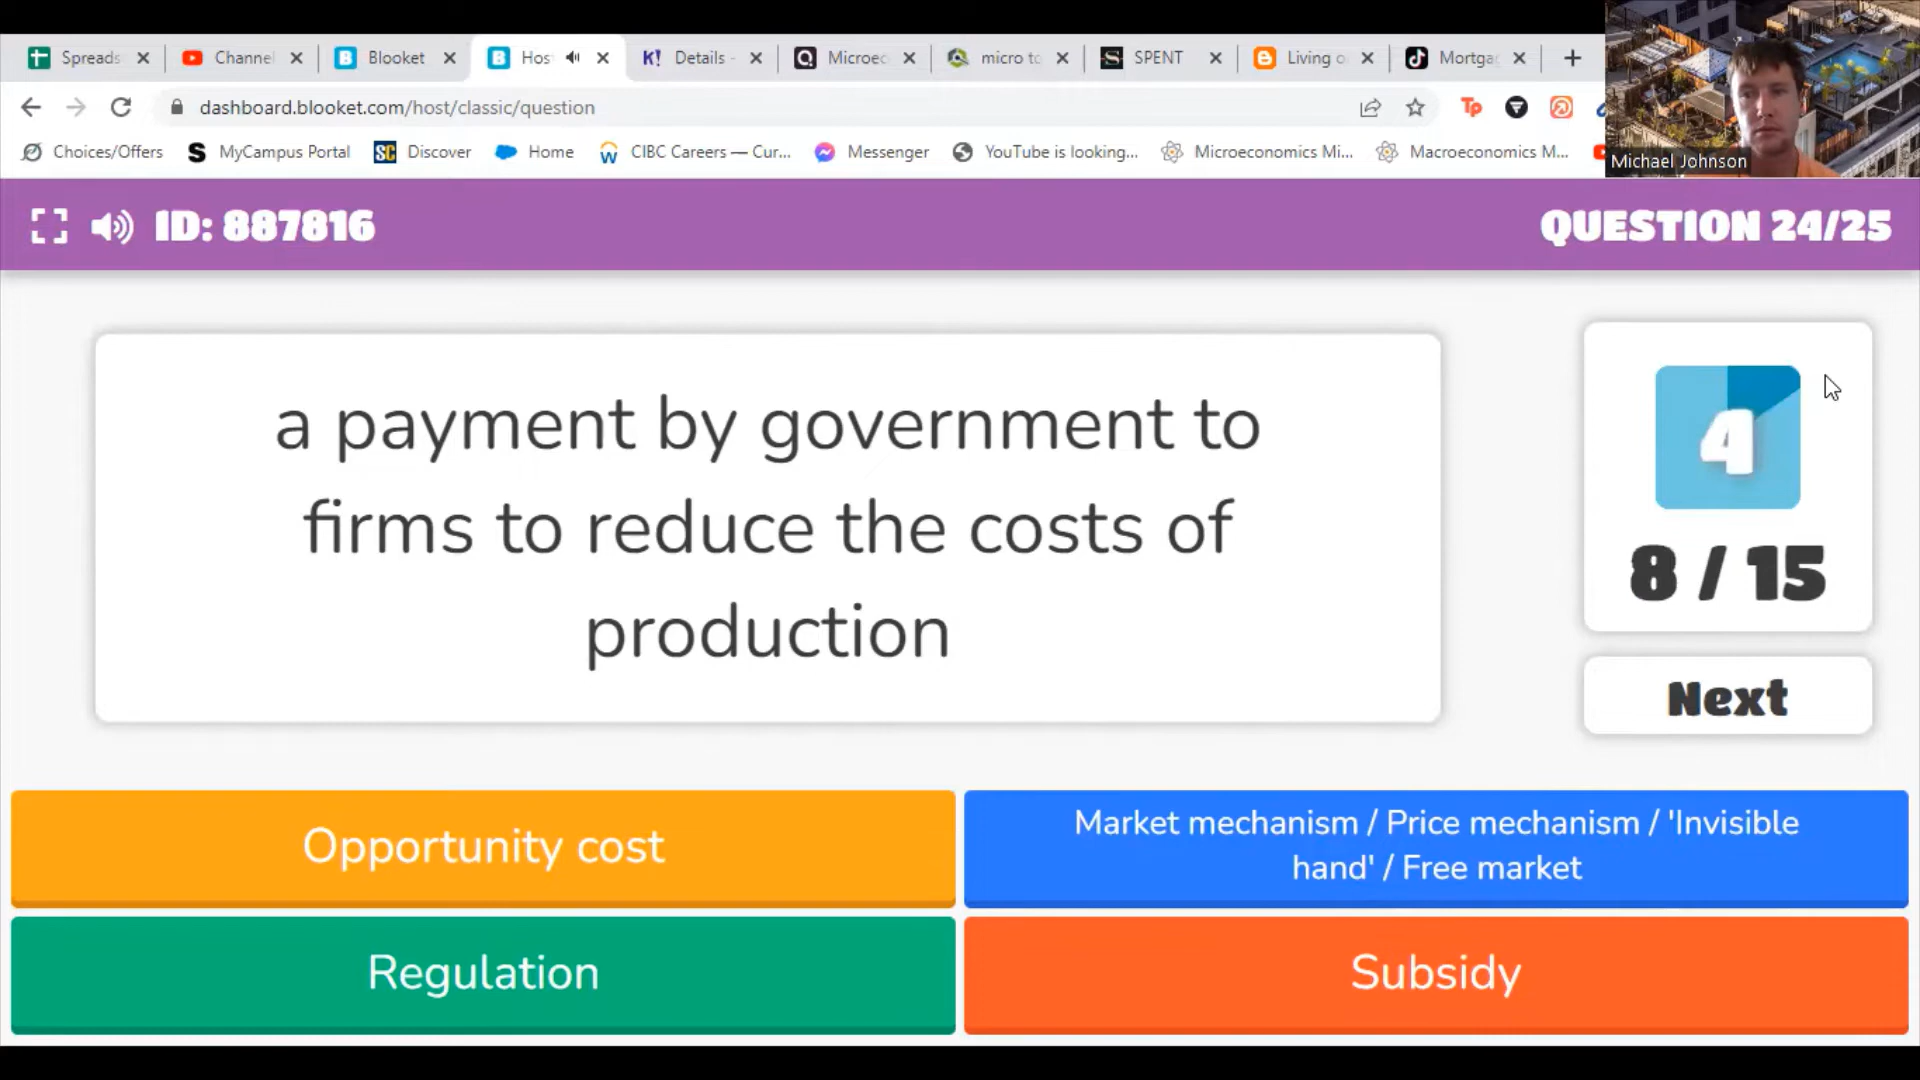 Spreads
Channel
Blooket
Hos
Details -
Microec
micro to
SPENT
Living o
Mortga
dashboard.blooket.com/host/classic/question
Choices/Offers
MyCampus Portal
Discover
Home
CIBC Careers — Cur...
Messenger
YouTube is looking...
Microeconomics Mi...
Macroeconomics M...
Michael Johnson
ID: 887816
QUESTION 24/25
a payment by government to
firms to reduce the costs of
production
4
8 / 15
Next
Opportunity cost
Market mechanism / Price mechanism / 'Invisible
hand' / Free market
Regulation
Subsidy